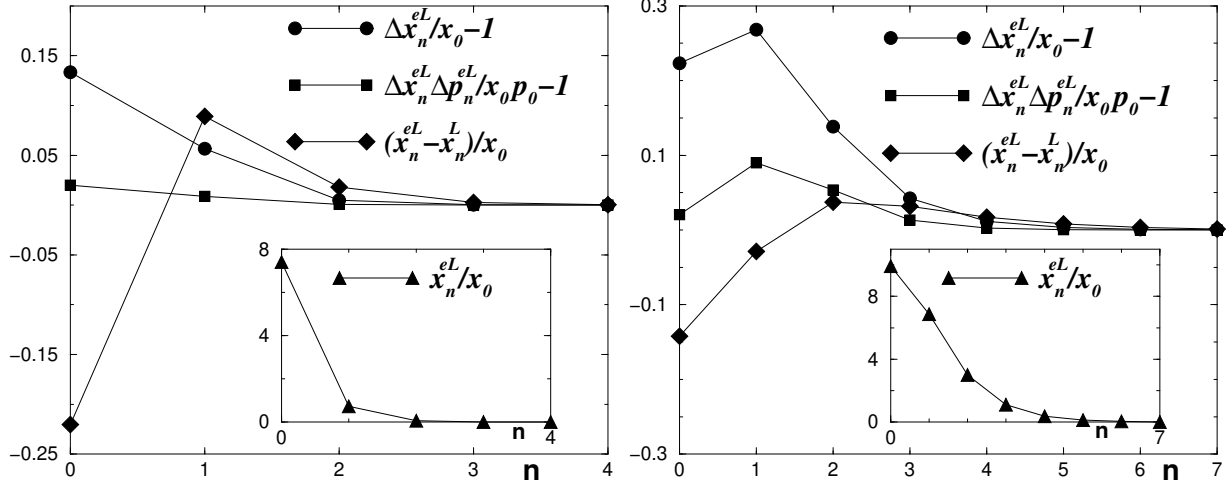 0.15
0.05
−0.05
−0.15
−0.25
0 1 2 3 4
n
Δx_n^{eL}/x_0−1
Δx_n^{eL}Δp_n^{eL}/x_0p_0−1
(x_n^{eL}−x_n^L)/x_0
8
4
0
0 n 4
x_n^{eL}/x_0
0.3
0.1
−0.1
−0.3
0 1 2 3 4 5 6 7
n
Δx_n^{eL}/x_0−1
Δx_n^{eL}Δp_n^{eL}/x_0p_0−1
(x_n^{eL}−x_n^L)/x_0
8
4
0
0 n 7
x_n^{eL}/x_0